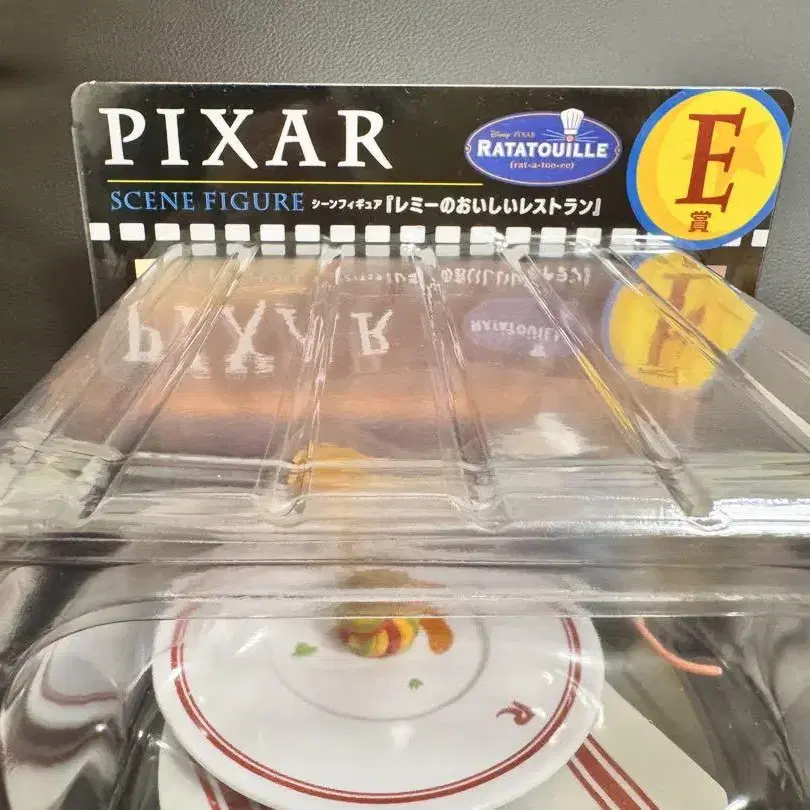 PIXAR
SCENE FIGURE シーンフィギュア『レミーのおいしいレストラン』
Disney PIXAR
RATATOUILLE
(rat•a•too•ee)
E
賞
R